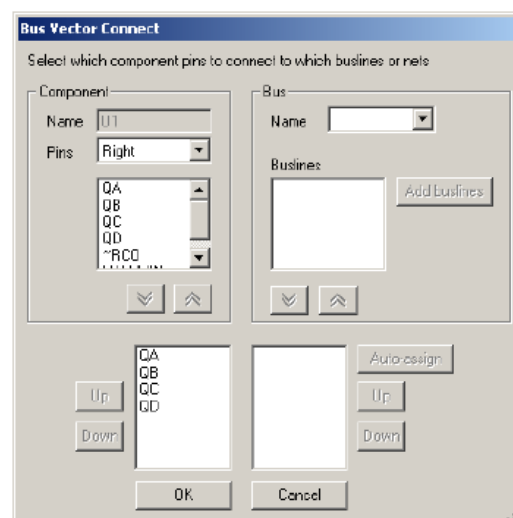 Bus Vector Connect
Select which component pins to connect to which buslines or nets
Component
Name U1
Pins Right
QA
QB
QC
QD
~RCO
Bus
Name
Buslines
Add buslines
QA
QB
QC
QD
Up
Down
Auto-assign
Up
Down
OK
Cancel